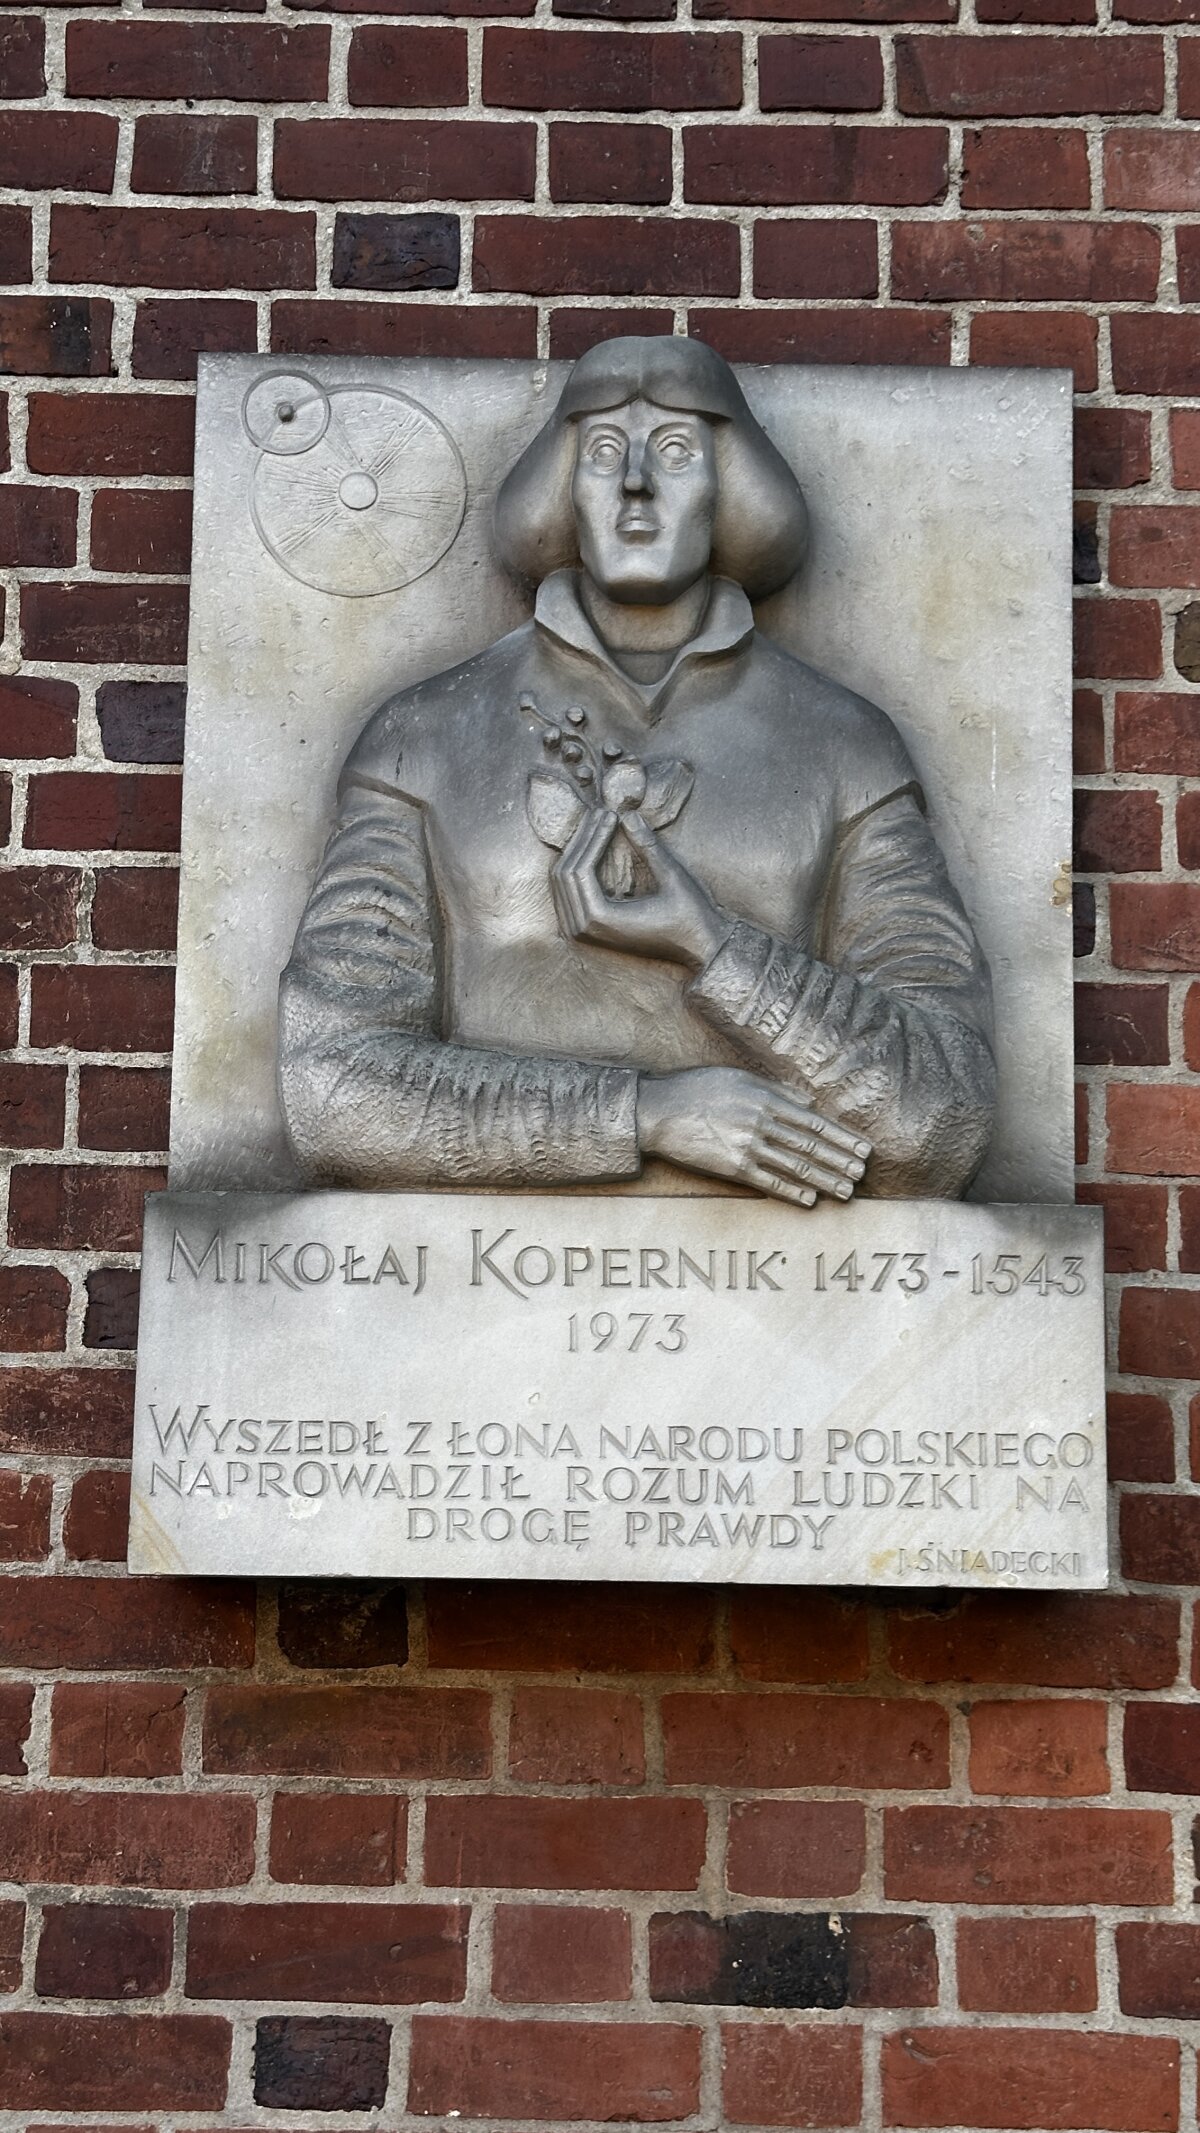 MIKOŁAJ KOPERNIK 1473-1543
1973
WYSZEDŁ Z ŁONA NARODU POLSKIEGO
NAPROWADZIŁ ROZUM LUDZKI NA
DROGĘ PRAWDY
J. ŚNIADECKI